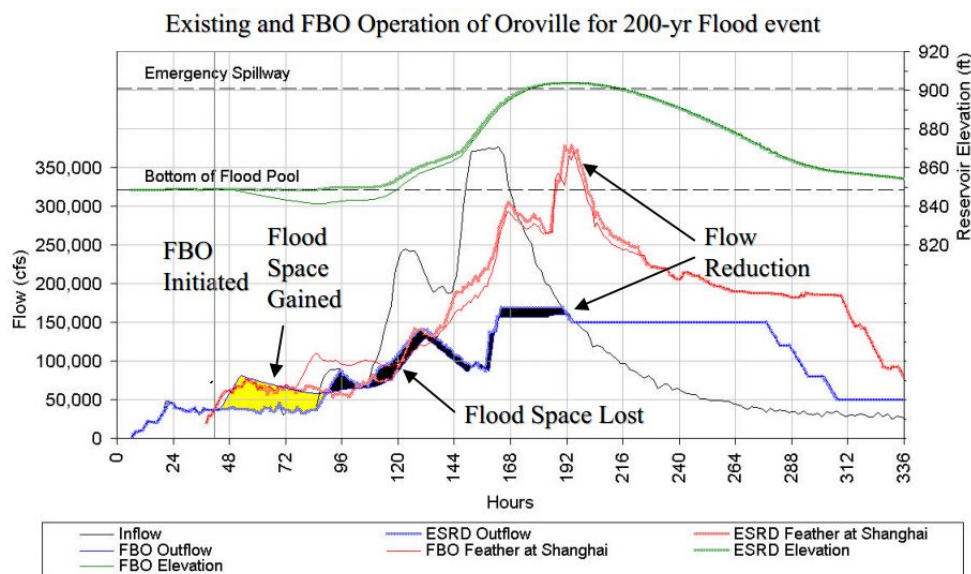 Existing and FBO Operation of Oroville for 200-yr Flood event
920
Emergency Spillway
900
880
350,000
Bottom of Flood Pool
860
300,000
840
250,000
820
200,000
150,000
100,000
50,000
0
Flow (cfs)
Reservoir Elevation (ft)
FBO
Initiated
Flood
Space
Gained
Flow
Reduction
Flood Space Lost
0 24 48 72 96 120 144 168 192 216 240 264 288 312 336
Hours
Inflow ESRD Outflow ESRD Feather at Shanghai
FBO Outflow FBO Feather at Shanghai ESRD Elevation
FBO Elevation